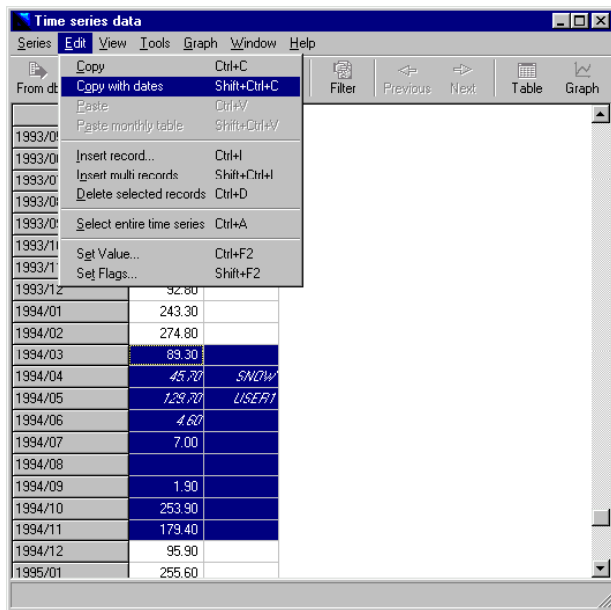 Time series data
Series Edit View Tools Graph Window Help
From db Filter Previous Next Table Graph
Copy Ctrl+C
Copy with dates Shift+Ctrl+C
Paste Ctrl+V
Paste monthly table Shift+Ctrl+V
Insert record... Ctrl+I
Insert multi records Shift+Ctrl+I
Delete selected records Ctrl+D
Select entire time series Ctrl+A
Set Value... Ctrl+F2
Set Flags... Shift+F2
1993/12 92.80
1994/01 243.30
1994/02 274.80
1994/03 89.30
1994/04 45.70 SNOW
1994/05 129.70 USER1
1994/06 4.60
1994/07 7.00
1994/08
1994/09 1.90
1994/10 253.90
1994/11 179.40
1994/12 95.90
1995/01 255.60